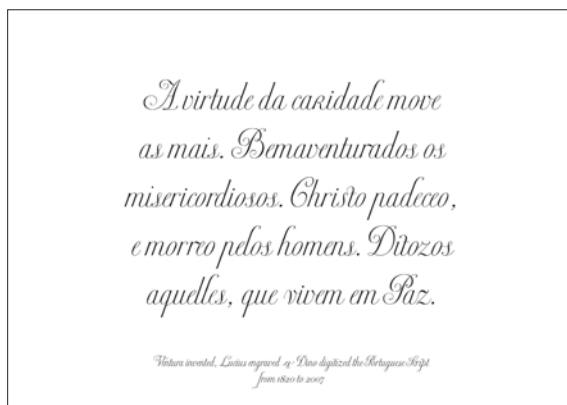 A virtude da caridade move
as mais. Bemaventurados os
misericordiosos. Christo padeceo,
e morreo pelos homens. Ditozos
aquelles, que vivem em Paz.
Ventura invented, Lucius engraved & Dino digitized the Portuguese Script
from 1820 to 2007